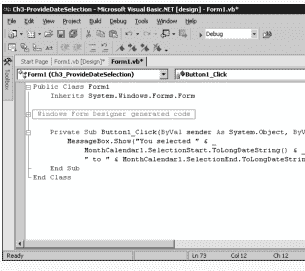 Ch3-ProvideDateSelection - Microsoft Visual Basic.NET [design] - Form1.vb*
File Edit View Project Build Debug Tools Window Help
Debug
Start Page Form1.vb [Design]* Form1.vb*
Toolbox
Form1 (Ch3_ProvideDateSelection) Button1_Click
Public Class Form1
Inherits System.Windows.Forms.Form
Windows Form Designer generated code
Private Sub Button1_Click(ByVal sender As System.Object, ByV
MessageBox.Show("You selected " & _
MonthCalendar1.SelectionStart.ToLongDateString() & _
" to " & MonthCalendar1.SelectionEnd.ToLongDateStrin
End Sub
End Class
Ready Ln 73 Col 12 Ch 12